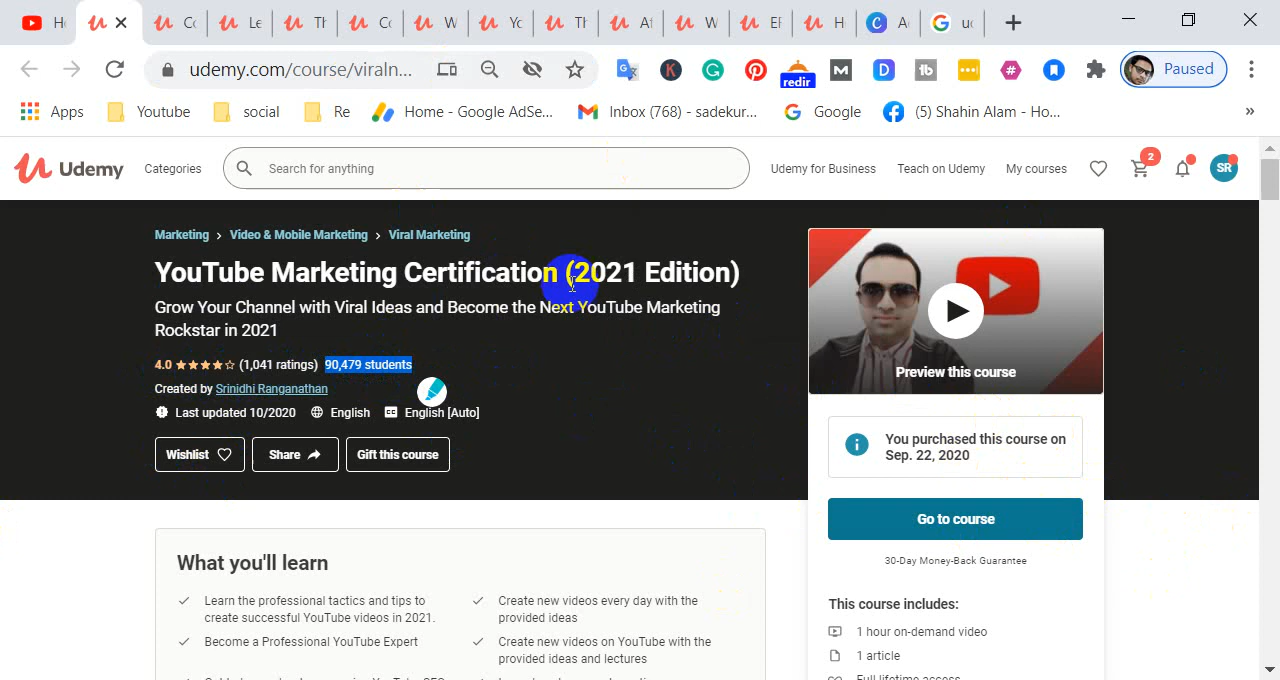 Paused
udemy.com/course/viraln...
redir
Apps
Youtube
social
Re
Home - Google AdSe...
Inbox (768) - sadekur...
Google
(5) Shahin Alam - Ho...
»
Udemy
Categories
Search for anything
Udemy for Business
Teach on Udemy
My courses
2
SR
Marketing > Video & Mobile Marketing > Viral Marketing
YouTube Marketing Certification (2021 Edition)
Grow Your Channel with Viral Ideas and Become the Next YouTube Marketing
Rockstar in 2021
4.0 (1,041 ratings) 90,479 students
Created by Srinidhi Ranganathan
Last updated 10/2020 English English [Auto]
Wishlist
Share
Gift this course
Preview this course
You purchased this course on
Sep. 22, 2020
Go to course
30-Day Money-Back Guarantee
This course includes:
1 hour on-demand video
1 article
What you'll learn
Learn the professional tactics and tips to
create successful YouTube videos in 2021.
Become a Professional YouTube Expert
Create new videos every day with the
provided ideas
Create new videos on YouTube with the
provided ideas and lectures